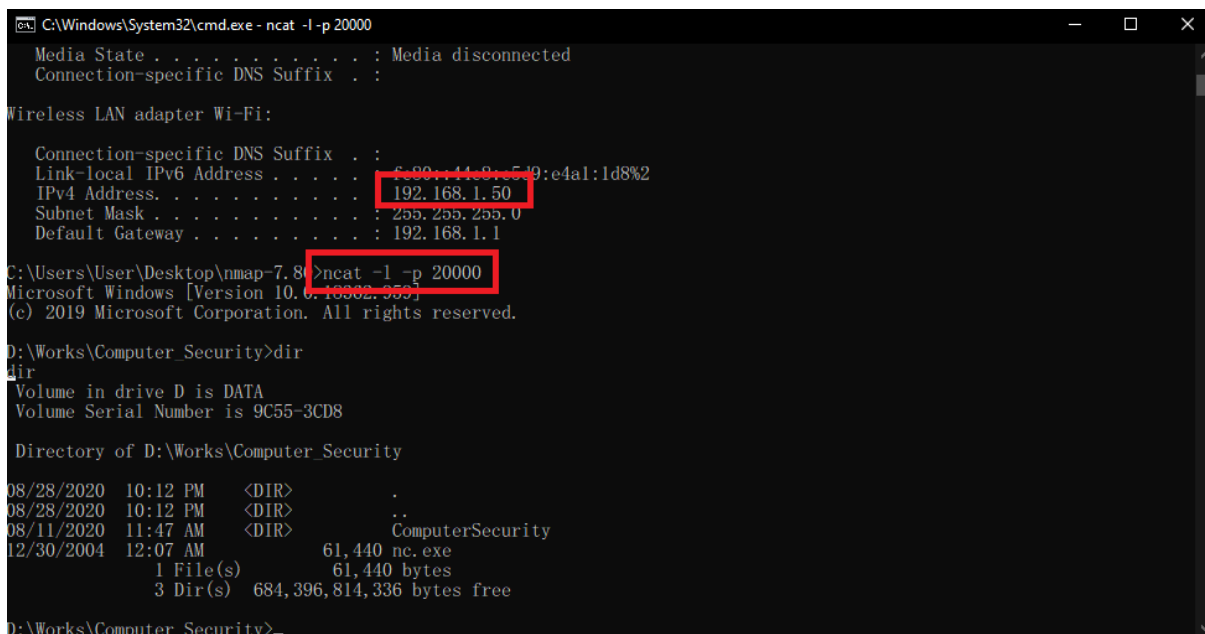 C:\Windows\System32\cmd.exe - ncat -l -p 20000
Media State . . . . . . . . . . . : Media disconnected
Connection-specific DNS Suffix . :
Wireless LAN adapter Wi-Fi:
Connection-specific DNS Suffix . :
Link-local IPv6 Address . . . . . : :e4a1:1d8%2
IPv4 Address. . . . . . . . . . . : 192.168.1.50
Subnet Mask . . . . . . . . . . . : 255.255.255.0
Default Gateway . . . . . . . . . : 192.168.1.1
C:\Users\User\Desktop\nmap-7.80>ncat -l -p 20000
Microsoft Windows [Version 10.0.18362.959]
(c) 2019 Microsoft Corporation. All rights reserved.
D:\Works\Computer_Security>dir
dir
Volume in drive D is DATA
Volume Serial Number is 9C55-3CD8
Directory of D:\Works\Computer_Security
08/28/2020 10:12 PM <DIR> .
08/28/2020 10:12 PM <DIR> ..
08/11/2020 11:47 AM <DIR> ComputerSecurity
12/30/2004 12:07 AM 61,440 nc.exe
1 File(s) 61,440 bytes
3 Dir(s) 684,396,814,336 bytes free
D:\Works\Computer_Security>_